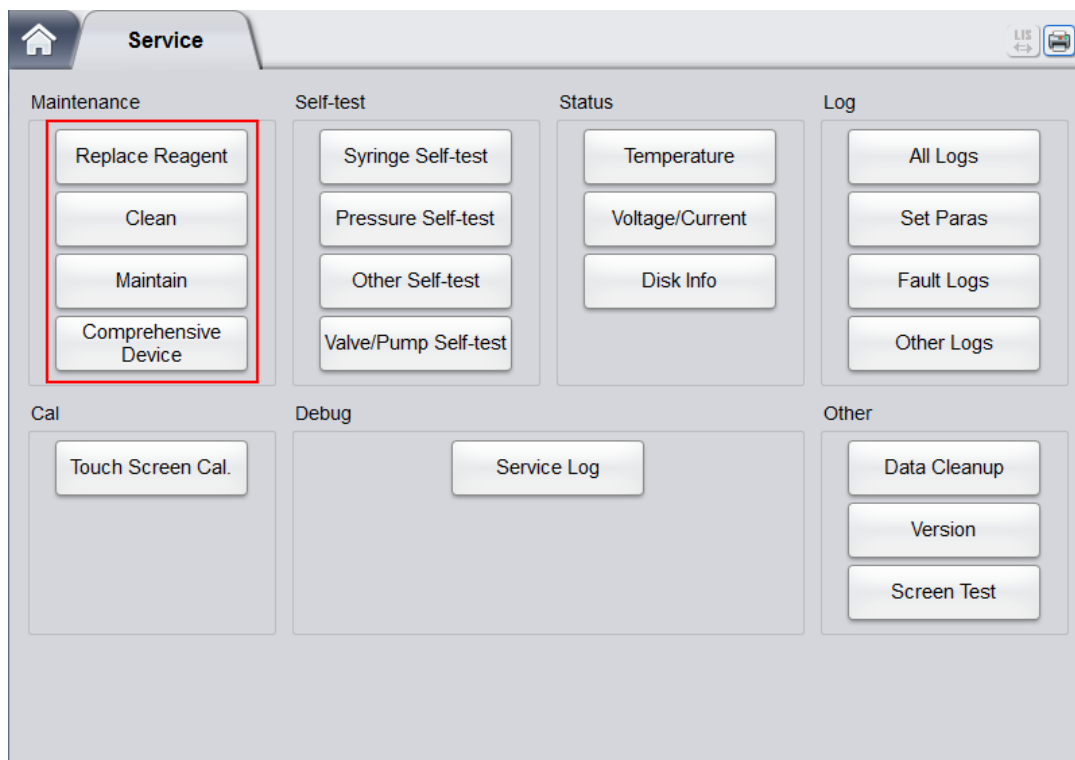 Service
LIS
Maintenance
Replace Reagent
Clean
Maintain
Comprehensive
Device
Self-test
Syringe Self-test
Pressure Self-test
Other Self-test
Valve/Pump Self-test
Status
Temperature
Voltage/Current
Disk Info
Log
All Logs
Set Paras
Fault Logs
Other Logs
Cal
Touch Screen Cal.
Debug
Service Log
Other
Data Cleanup
Version
Screen Test